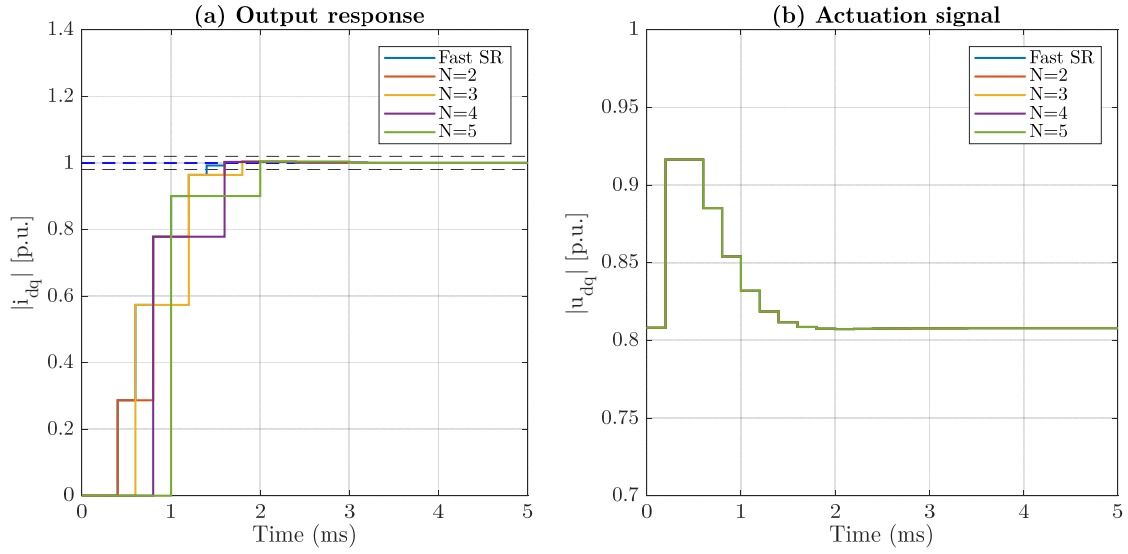 (a) Output response
1.4
1.2
1
0.8
0.6
0.4
0.2
0
|i_dq| [p.u.]
Fast SR
N=2
N=3
N=4
N=5
0 1 2 3 4 5
Time (ms)
(b) Actuation signal
1
0.95
0.9
0.85
0.8
0.75
0.7
|u_dq| [p.u.]
Fast SR
N=2
N=3
N=4
N=5
0 1 2 3 4 5
Time (ms)